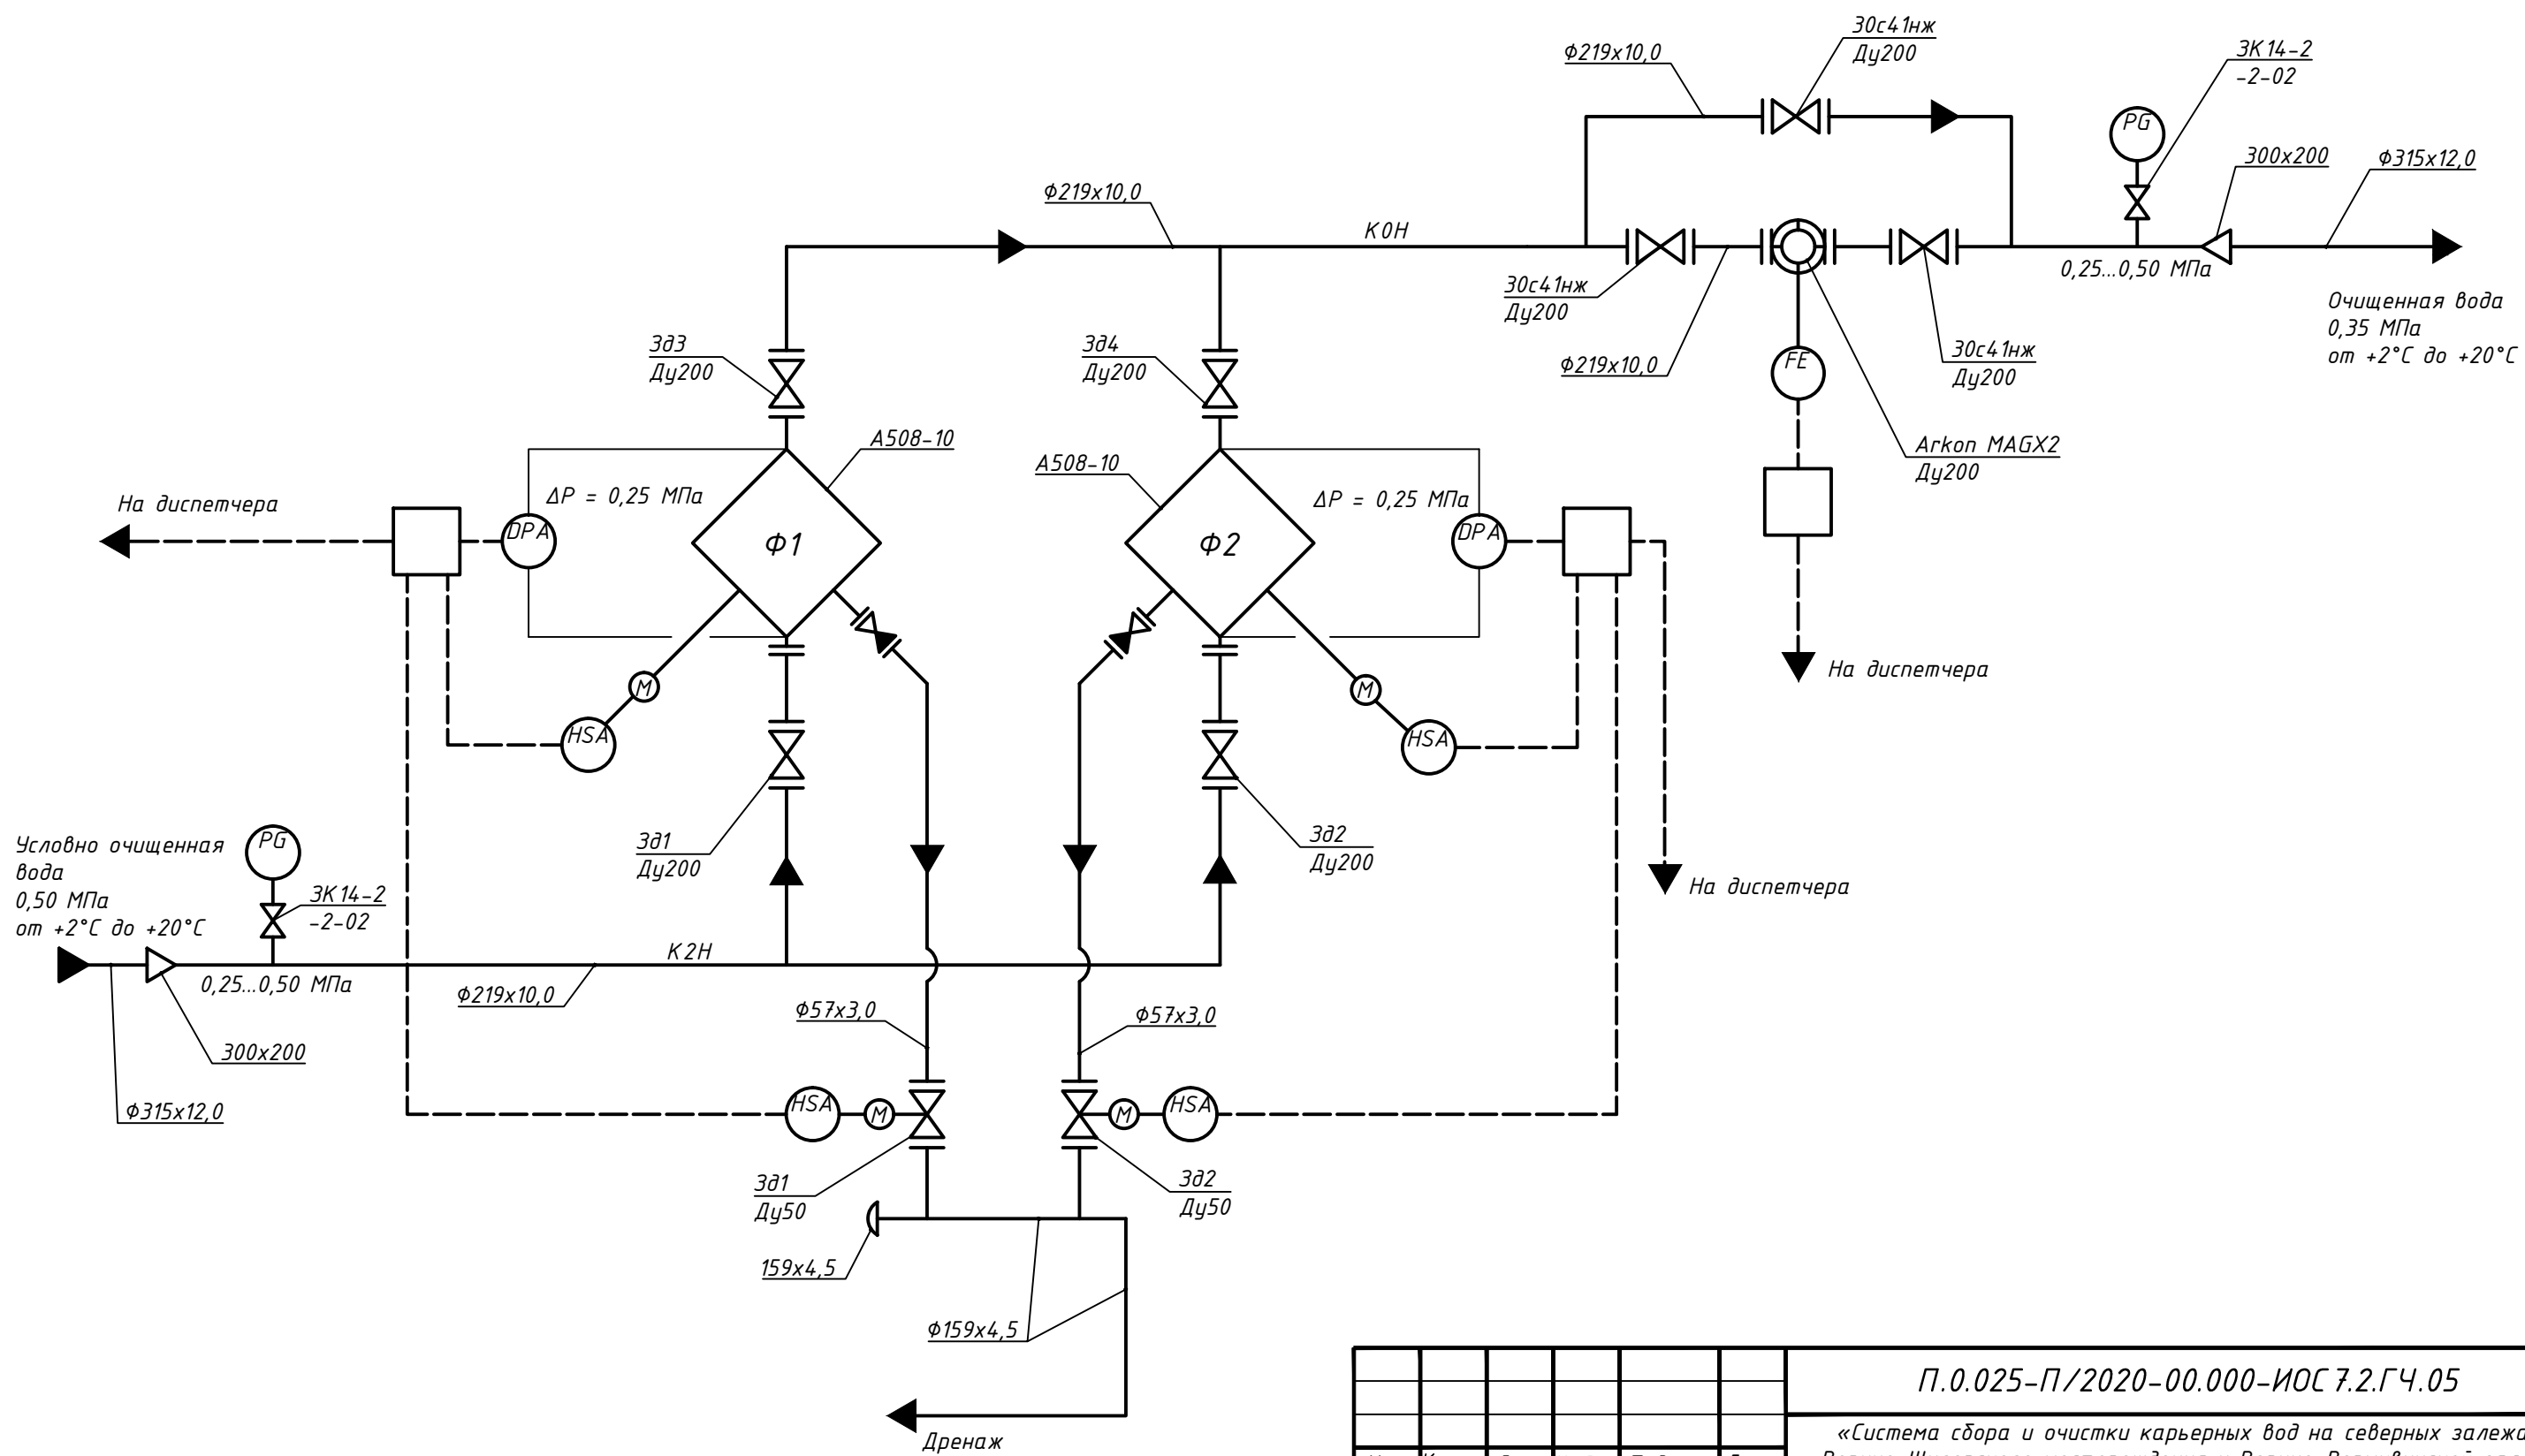 30с41нж
Ду200
Ф219х10,0
ЗК14-2
-2-02
PG
300х200
Ф315х12,0
Ф219х10,0
К0Н
0,25...0,50 МПа
30с41нж
Ду200
Очищенная вода
0,35 МПа
от +2°С до +20°С
Зд3
Ду200
Зд4
Ду200
Ф219х10,0
FE
30с41нж
Ду200
А508-10
А508-10
Arkon MAGX2
Ду200
На диспетчера
ΔР = 0,25 МПа
ΔР = 0,25 МПа
DPA
Ф1
Ф2
DPA
На диспетчера
M
M
HSA
HSA
Условно очищенная
вода
0,50 МПа
от +2°С до +20°С
PG
ЗК14-2
-2-02
Зд1
Ду200
Зд2
Ду200
На диспетчера
К2Н
0,25...0,50 МПа
Ф219х10,0
Ф57х3,0
Ф57х3,0
300х200
Ф315х12,0
HSA
M
M
HSA
Зд1
Ду50
Зд2
Ду50
159х4,5
Ф159х4,5
Дренаж
П.0.025-П/2020-00.000-ИОС7.2.ГЧ.05
«Система сбора и очистки карьерных вод на северных